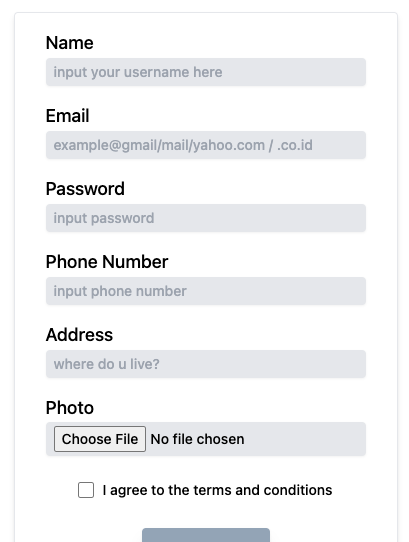 Name
input your username here
Email
example@gmail/mail/yahoo.com / .co.id
Password
input password
Phone Number
input phone number
Address
where do u live?
Photo
Choose File No file chosen
I agree to the terms and conditions